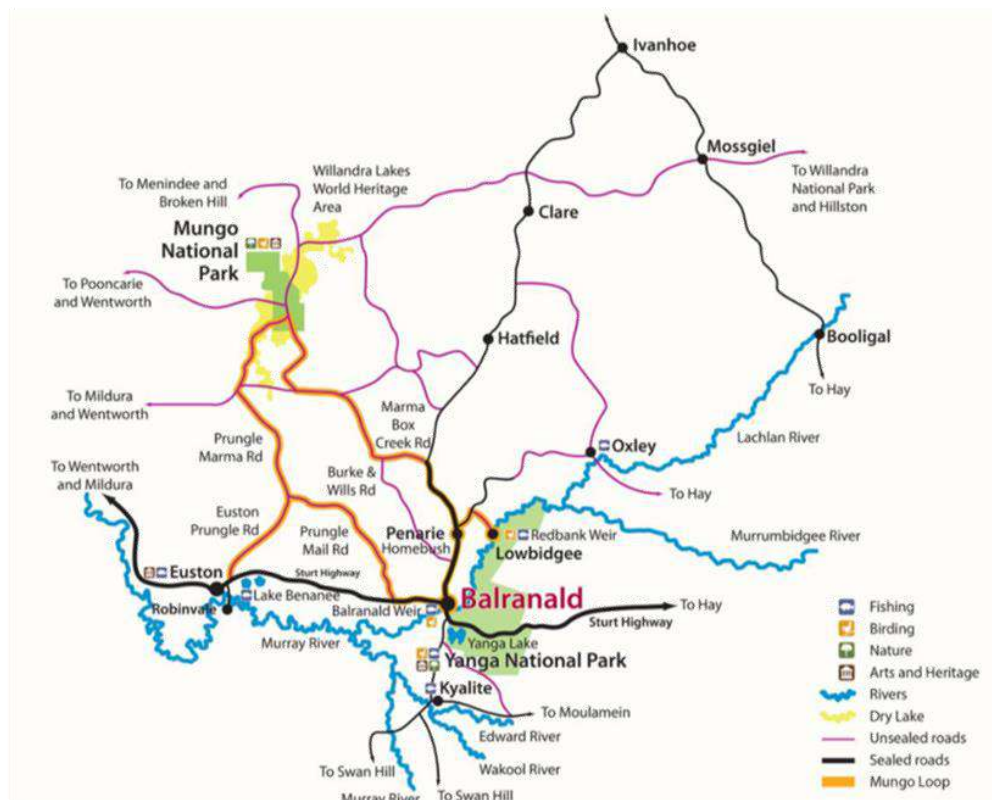 Ivanhoe
Mossgiel
To Willandra
National Park
and Hillston
Willandra Lakes
World Heritage
Area
To Menindee and
Broken Hill
Clare
Mungo
National
Park
To Pooncarie
and Wentworth
Hatfield
Booligal
To Hay
To Mildura
and Wentworth
Marma
Box
Creek Rd
Lachlan River
Prungle
Marma Rd
Oxley
To Wentworth
and Mildura
Burke &
Wills Rd
To Hay
Euston
Prungle Rd
Prungle
Mail Rd
Penarie
Homebush
Redbank Weir
Lowbidgee
Murrumbidgee River
Euston
Sturt Highway
Lake Benanee
Robinvale
Balranald Weir
Balranald
To Hay
Sturt Highway
Murray River
Yanga Lake
Yanga National Park
Kyalite
To Moulamein
Edward River
Wakool River
To Swan Hill
Murray River
To Swan Hill
Fishing
Birding
Nature
Arts and Heritage
Rivers
Dry Lake
Unsealed roads
Sealed roads
Mungo Loop